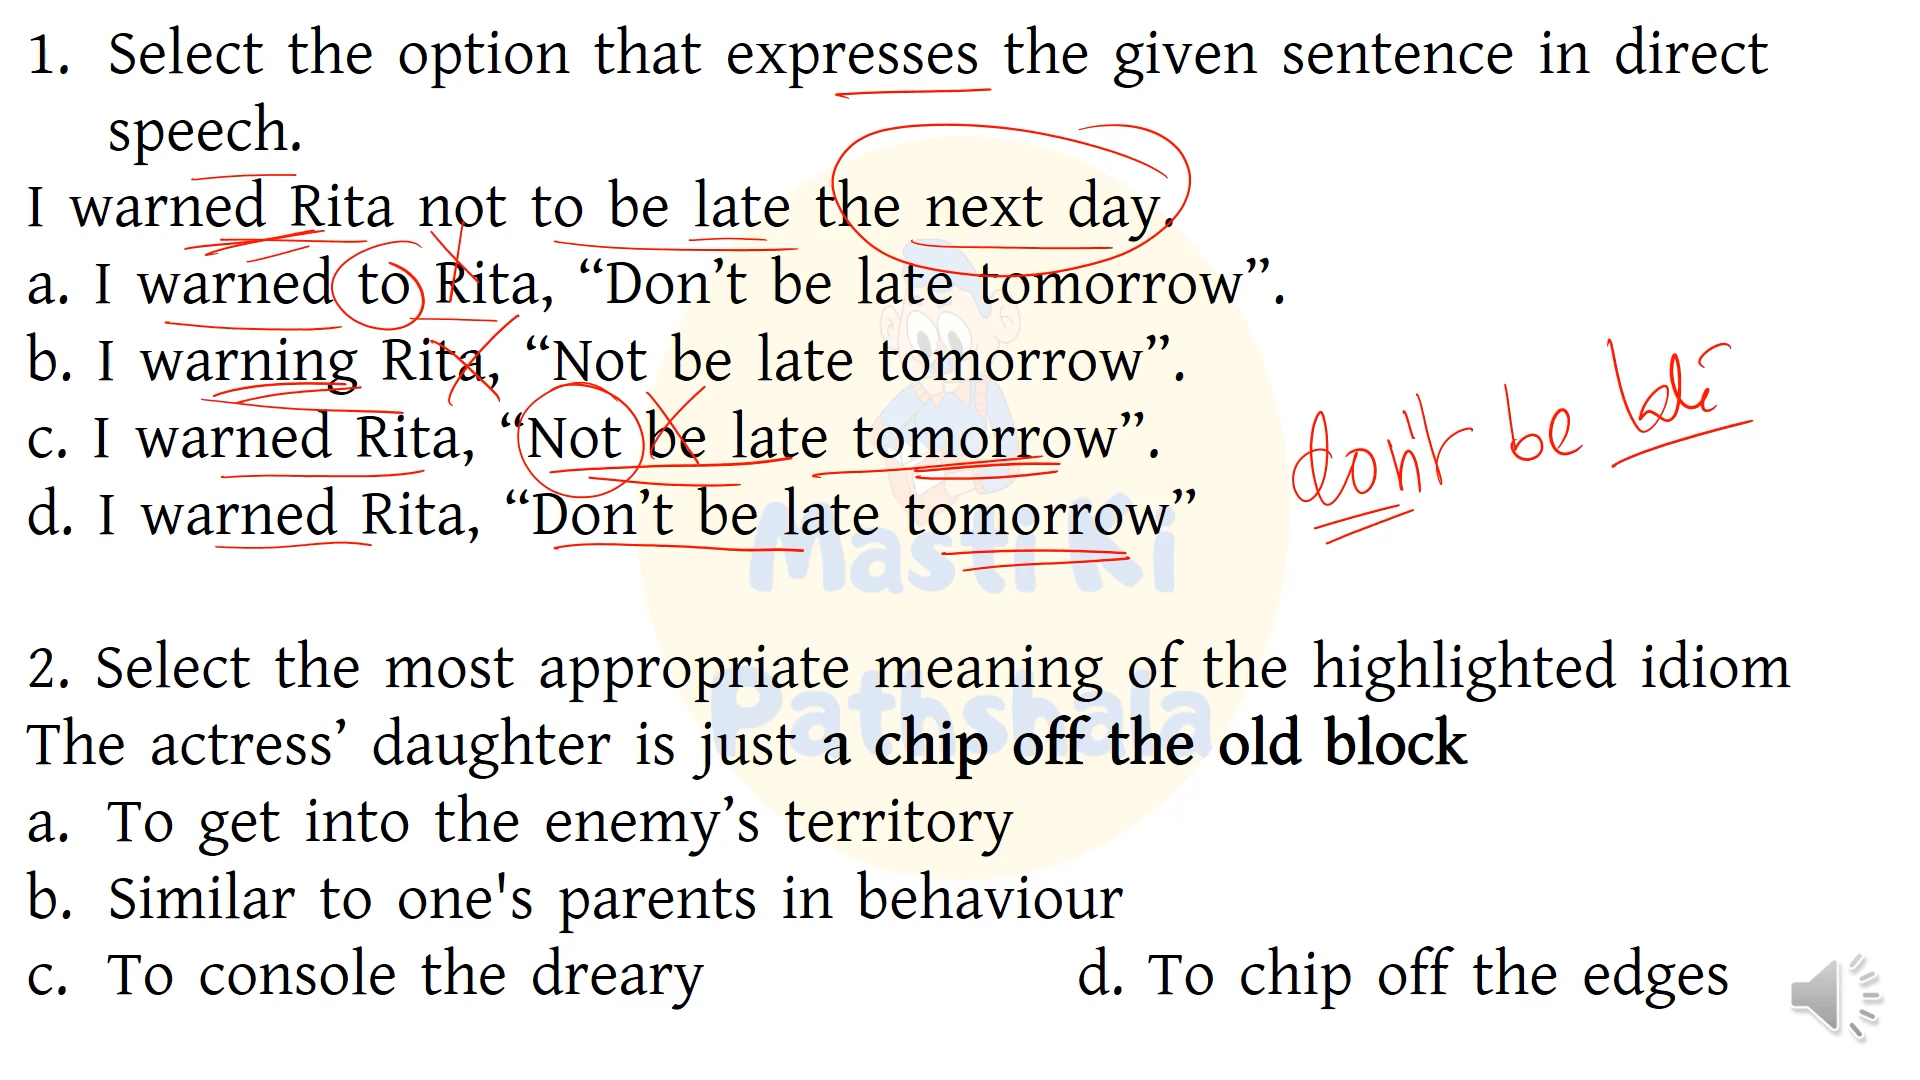 1. Select the option that expresses the given sentence in direct
speech.
I warned Rita not to be late the next day.
a. I warned to Rita, “Don’t be late tomorrow”.
b. I warning Rita, “Not be late tomorrow”.
c. I warned Rita, “Not be late tomorrow”.
don't be
d. I warned Rita, “Don’t be late tomorrow”
Masti Ki
2. Select the most appropriate meaning of the highlighted idiom
Pathshala
The actress’ daughter is just a chip off the old block
a. To get into the enemy’s territory
b. Similar to one's parents in behaviour
c. To console the dreary d. To chip off the edges